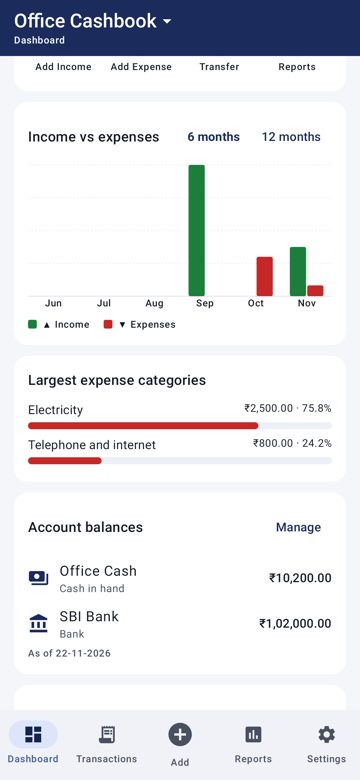 Office Cashbook
Dashboard
Add Income Add Expense Transfer Reports
Income vs expenses 6 months 12 months
Jun Jul Aug Sep Oct Nov
▲ Income ▼ Expenses
Largest expense categories
Electricity ₹2,500.00 · 75.8%
Telephone and internet ₹800.00 · 24.2%
Account balances Manage
Office Cash ₹10,200.00
Cash in hand
SBI Bank ₹1,02,000.00
Bank
As of 22-11-2026
Dashboard Transactions Add Reports Settings